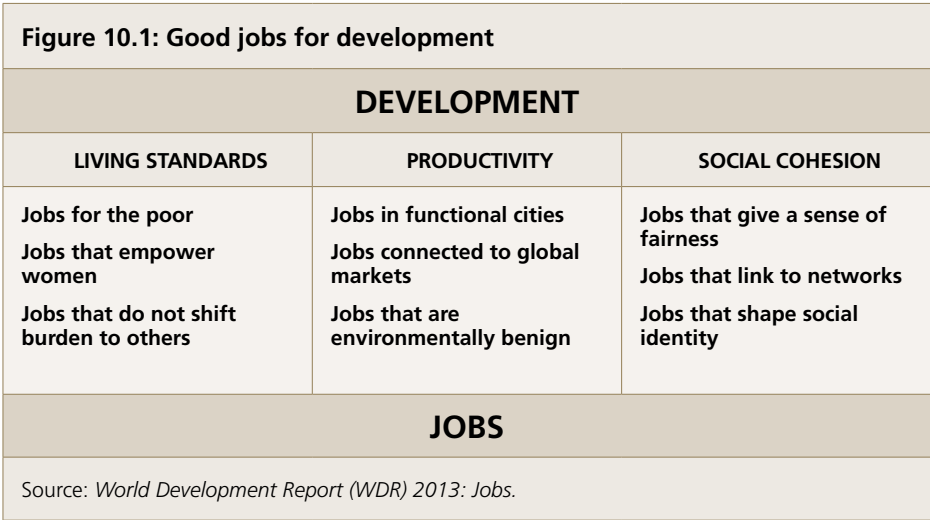 Figure 10.1: Good jobs for development
DEVELOPMENT
LIVING STANDARDS
Jobs for the poor
Jobs that empower
women
Jobs that do not shift
burden to others
PRODUCTIVITY
Jobs in functional cities
Jobs connected to global
markets
Jobs that are
environmentally benign
SOCIAL COHESION
Jobs that give a sense of
fairness
Jobs that link to networks
Jobs that shape social
identity
JOBS
Source: World Development Report (WDR) 2013: Jobs.